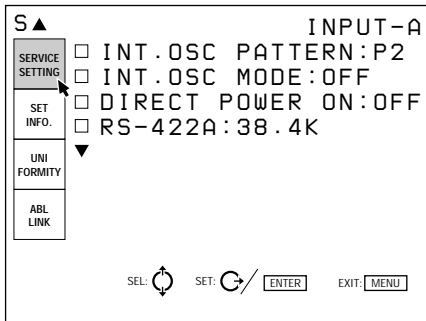 S▲ INPUT-A
SERVICE
SETTING
SET
INFO.
UNI
FORMITY
ABL
LINK
□ INT.OSC PATTERN:P2
□ INT.OSC MODE:OFF
□ DIRECT POWER ON:OFF
□ RS-422A:38.4K
▼
SEL: SET: / ENTER EXIT: MENU